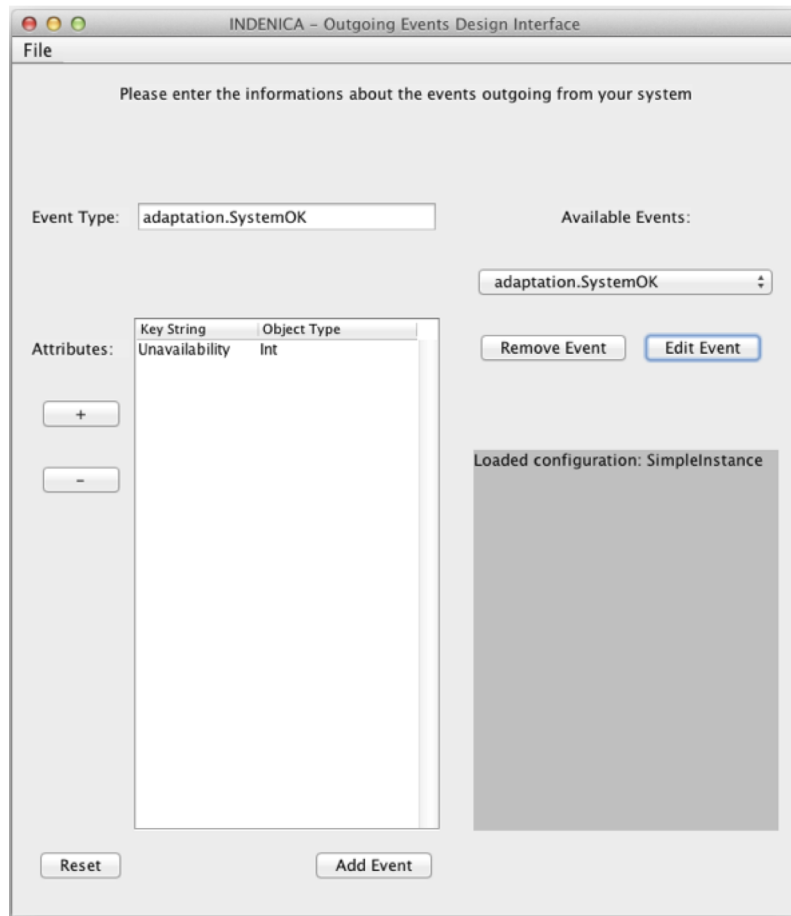 INDENICA – Outgoing Events Design Interface
File
Please enter the informations about the events outgoing from your system
Event Type:
adaptation.SystemOK
Available Events:
adaptation.SystemOK
Attributes:
Key String
Object Type
Unavailability
Int
Remove Event
Edit Event
+
-
Loaded configuration: SimpleInstance
Reset
Add Event